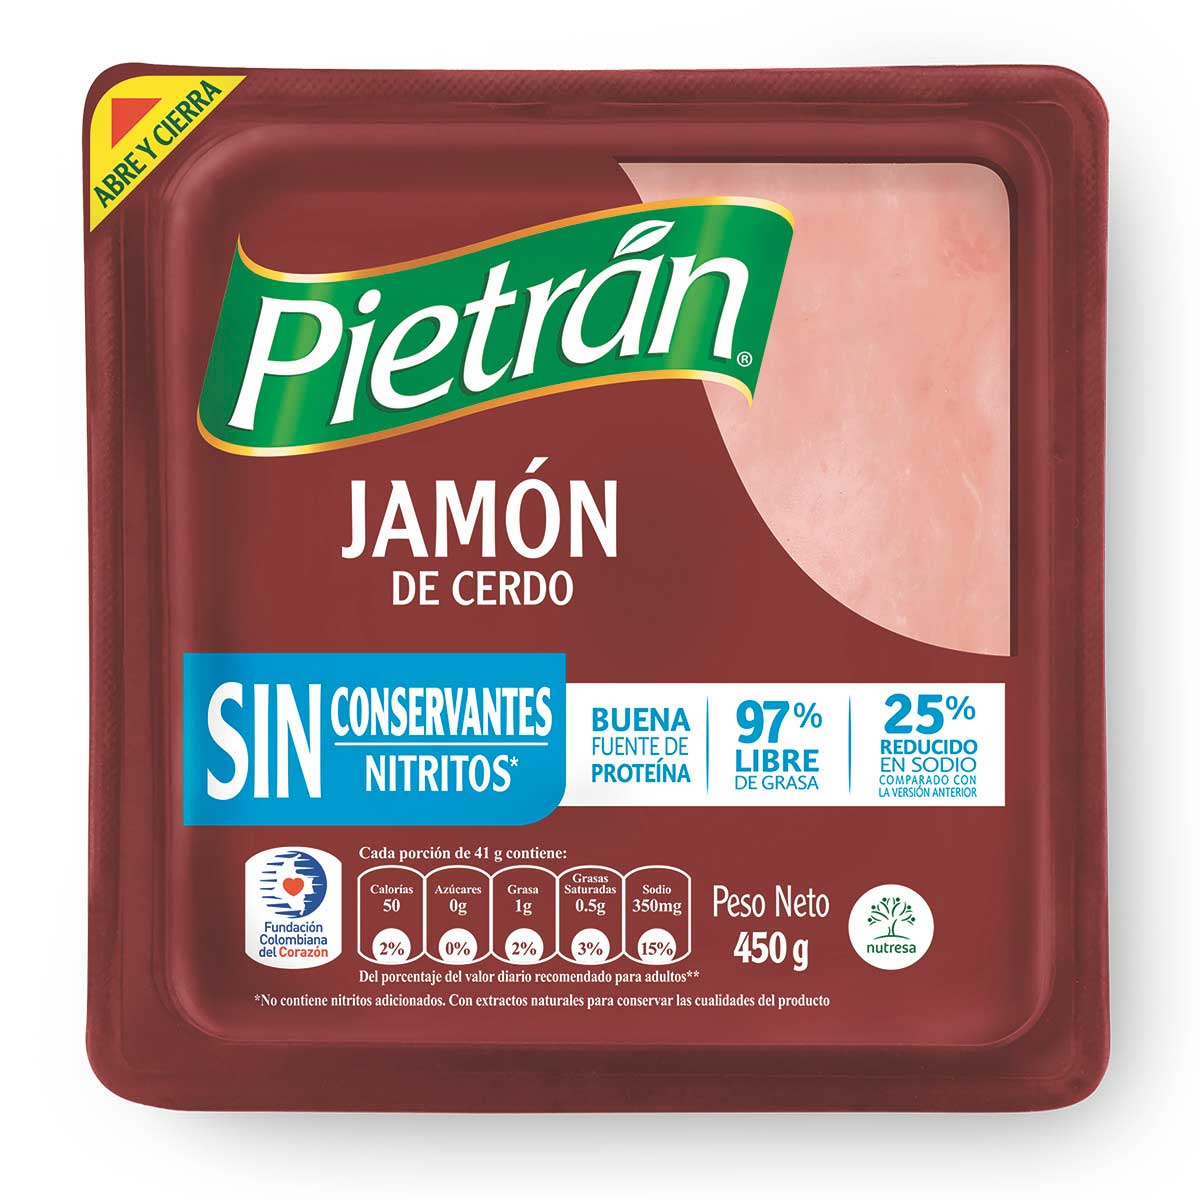 ABRE Y CIERRA
Pietrán®
JAMÓN
DE CERDO
SIN CONSERVANTES
NITRITOS*
BUENA
FUENTE DE
PROTEÍNA
97%
LIBRE
DE GRASA
25%
REDUCIDO
EN SODIO
COMPARADO CON
LA VERSIÓN ANTERIOR
Fundación
Colombiana
del Corazón
Cada porción de 41 g contiene:
Calorías
50
2%
Azúcares
0g
0%
Grasa
1g
2%
Grasas
Saturadas
0.5g
3%
Sodio
350mg
15%
Del porcentaje del valor diario recomendado para adultos**
Peso Neto
450 g
nutresa
*No contiene nitritos adicionados. Con extractos naturales para conservar las cualidades del producto